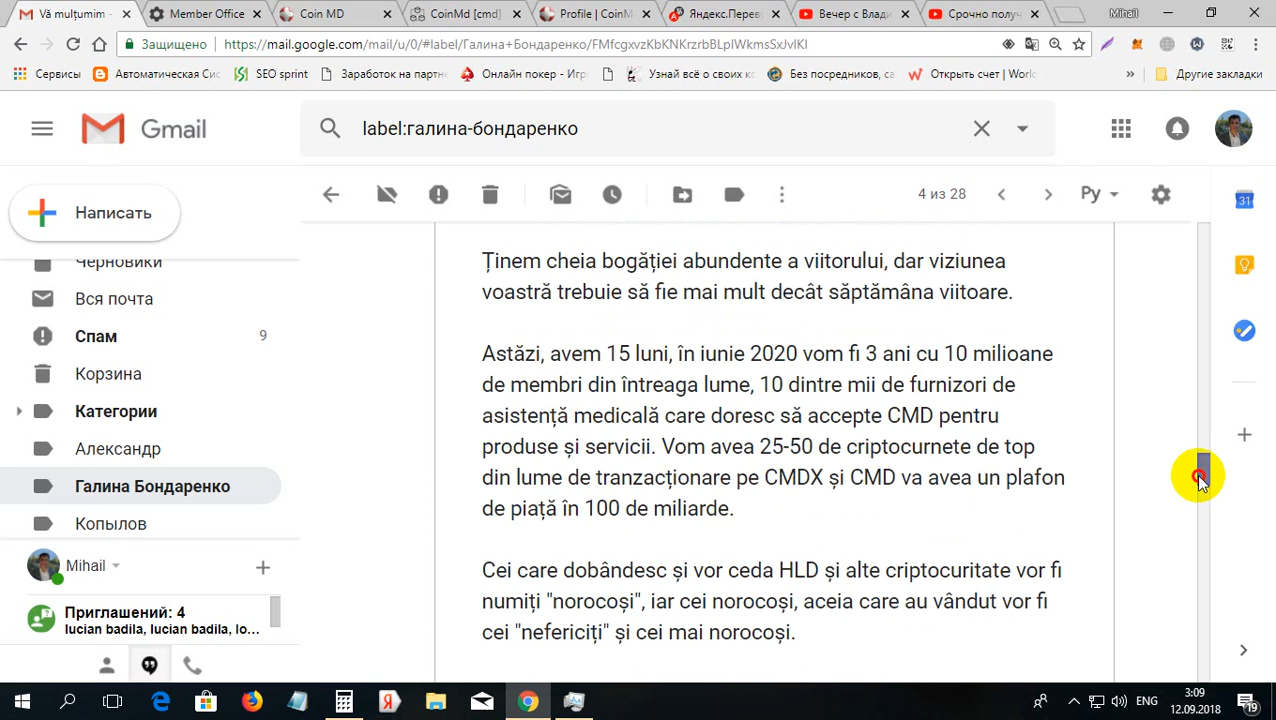 Vă mulțumim -
Member Office
Coin MD
CoinMd [cmd]
Profile | CoinM
Яндекс.Перев
Вечер с Влади
Срочно получ
Mihail
Защищено
https://mail.google.com/mail/u/0/#label/Галина+Бондаренко/FMfcgxvzKbKNKrzrbBLplWkmsSxJvlKl
Сервисы
Автоматическая Сис
SEO sprint
Заработок на партн
Онлайн покер - Игр
Узнай всё о своих к
Без посредников, са
Открыть счет | Worl
»
Другие закладки
Gmail
label:галина-бондаренко
Написать
4 из 28
Ру
Черновики
Вся почта
Спам
9
Корзина
Категории
Александр
Галина Бондаренко
Копылов
Mihail
Приглашений: 4
lucian badila, lucian badila, lo...
31
Ținem cheia bogăției abundente a viitorului, dar viziunea
voastră trebuie să fie mai mult decât săptămâna viitoare.
Astăzi, avem 15 luni, în iunie 2020 vom fi 3 ani cu 10 milioane
de membri din întreaga lume, 10 dintre mii de furnizori de
asistență medicală care doresc să accepte CMD pentru
produse și servicii. Vom avea 25-50 de criptocurnete de top
din lume de tranzacționare pe CMDX și CMD va avea un plafon
de piață în 100 de miliarde.
Cei care dobândesc și vor ceda HLD și alte criptocuritate vor fi
numiți "norocoși", iar cei norocoși, aceia care au vândut vor fi
cei "nefericiți" și cei mai norocoși.
ENG
3:09
12.09.2018
19